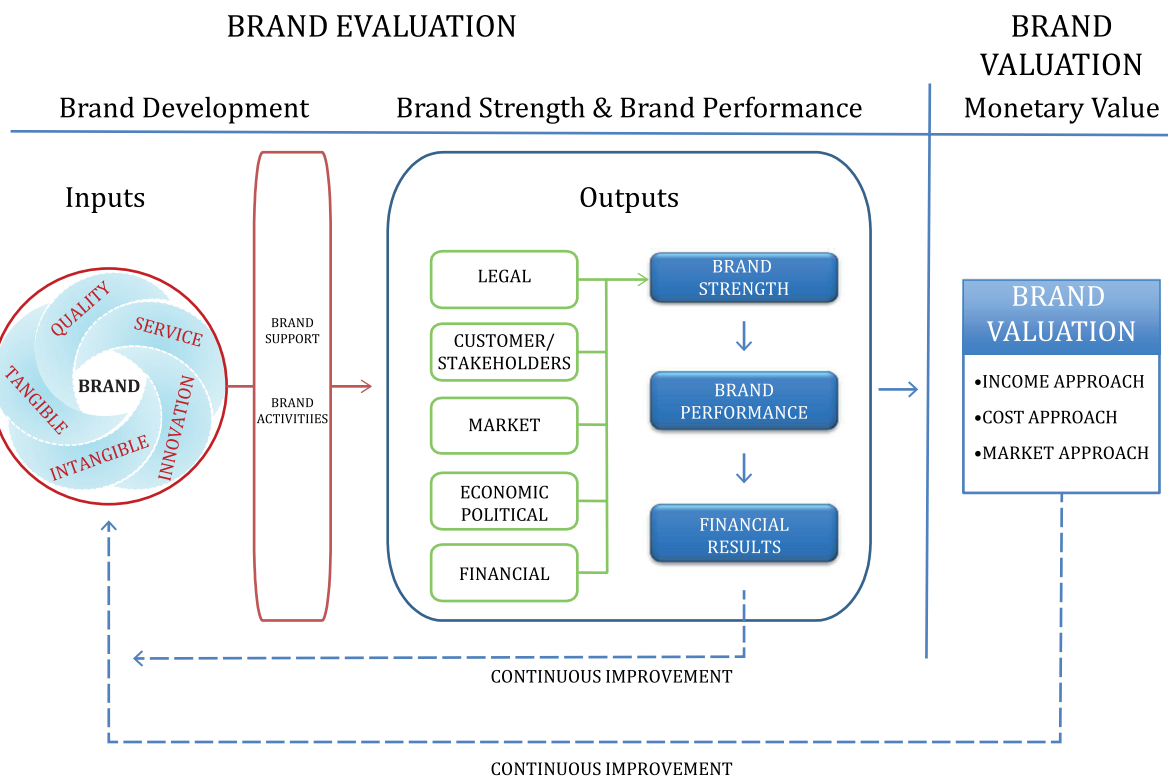 BRAND EVALUATION
BRAND
VALUATION
Brand Development
Brand Strength & Brand Performance
Monetary Value
Inputs
Outputs
QUALITY
SERVICE
TANGIBLE
BRAND
INNOVATION
INTANGIBLE
BRAND
SUPPORT
BRAND
ACTIVITIIES
LEGAL
CUSTOMER/
STAKEHOLDERS
MARKET
ECONOMIC
POLITICAL
FINANCIAL
BRAND
STRENGTH
BRAND
PERFORMANCE
FINANCIAL
RESULTS
BRAND
VALUATION
•INCOME APPROACH
•COST APPROACH
•MARKET APPROACH
CONTINUOUS IMPROVEMENT
CONTINUOUS IMPROVEMENT